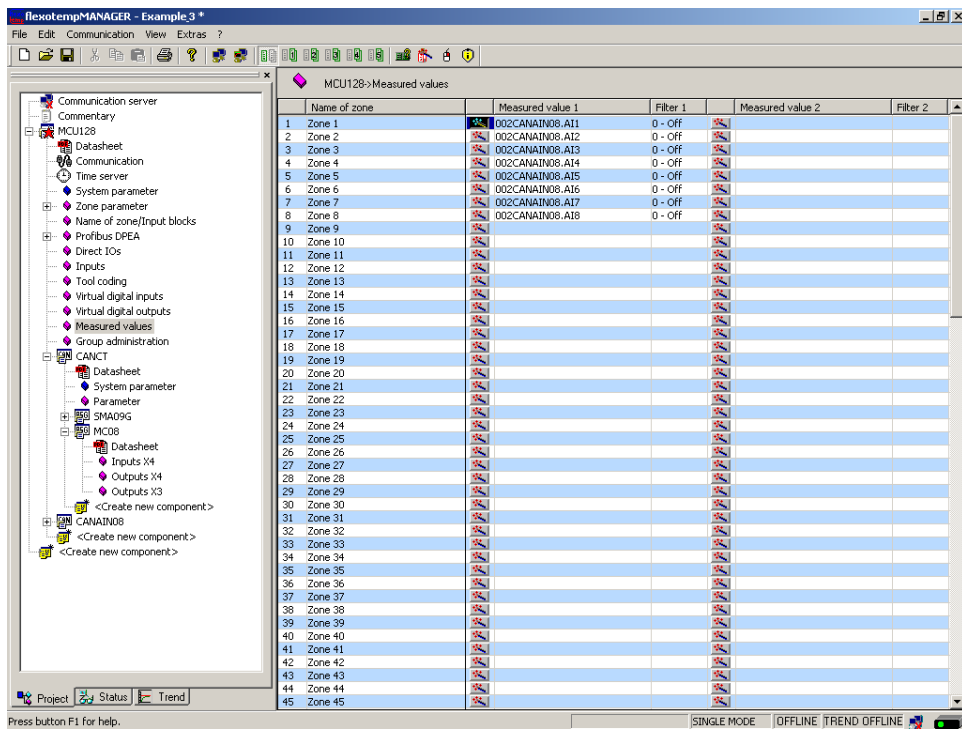 flexotempMANAGER - Example_3 *
File Edit Communication View Extras ?
MCU128->Measured values
Communication server
Commentary
MCU128
Datasheet
Communication
Time server
System parameter
Zone parameter
Name of zone/Input blocks
Profibus DPEA
Direct IOs
Inputs
Tool coding
Virtual digital inputs
Virtual digital outputs
Measured values
Group administration
CANCT
Datasheet
System parameter
Parameter
SMA09G
MC08
Datasheet
Inputs X4
Outputs X4
Outputs X3
<Create new component>
CANAIN08
<Create new component>
<Create new component>
Project Status Trend
Name of zone Measured value 1 Filter 1 Measured value 2 Filter 2
1 Zone 1 002CANAIN08.AI1 0 - Off
2 Zone 2 002CANAIN08.AI2 0 - Off
3 Zone 3 002CANAIN08.AI3 0 - Off
4 Zone 4 002CANAIN08.AI4 0 - Off
5 Zone 5 002CANAIN08.AI5 0 - Off
6 Zone 6 002CANAIN08.AI6 0 - Off
7 Zone 7 002CANAIN08.AI7 0 - Off
8 Zone 8 002CANAIN08.AI8 0 - Off
9 Zone 9
10 Zone 10
11 Zone 11
12 Zone 12
13 Zone 13
14 Zone 14
15 Zone 15
16 Zone 16
17 Zone 17
18 Zone 18
19 Zone 19
20 Zone 20
21 Zone 21
22 Zone 22
23 Zone 23
24 Zone 24
25 Zone 25
26 Zone 26
27 Zone 27
28 Zone 28
29 Zone 29
30 Zone 30
31 Zone 31
32 Zone 32
33 Zone 33
34 Zone 34
35 Zone 35
36 Zone 36
37 Zone 37
38 Zone 38
39 Zone 39
40 Zone 40
41 Zone 41
42 Zone 42
43 Zone 43
44 Zone 44
45 Zone 45
Press button F1 for help.
SINGLE MODE OFFLINE TREND OFFLINE